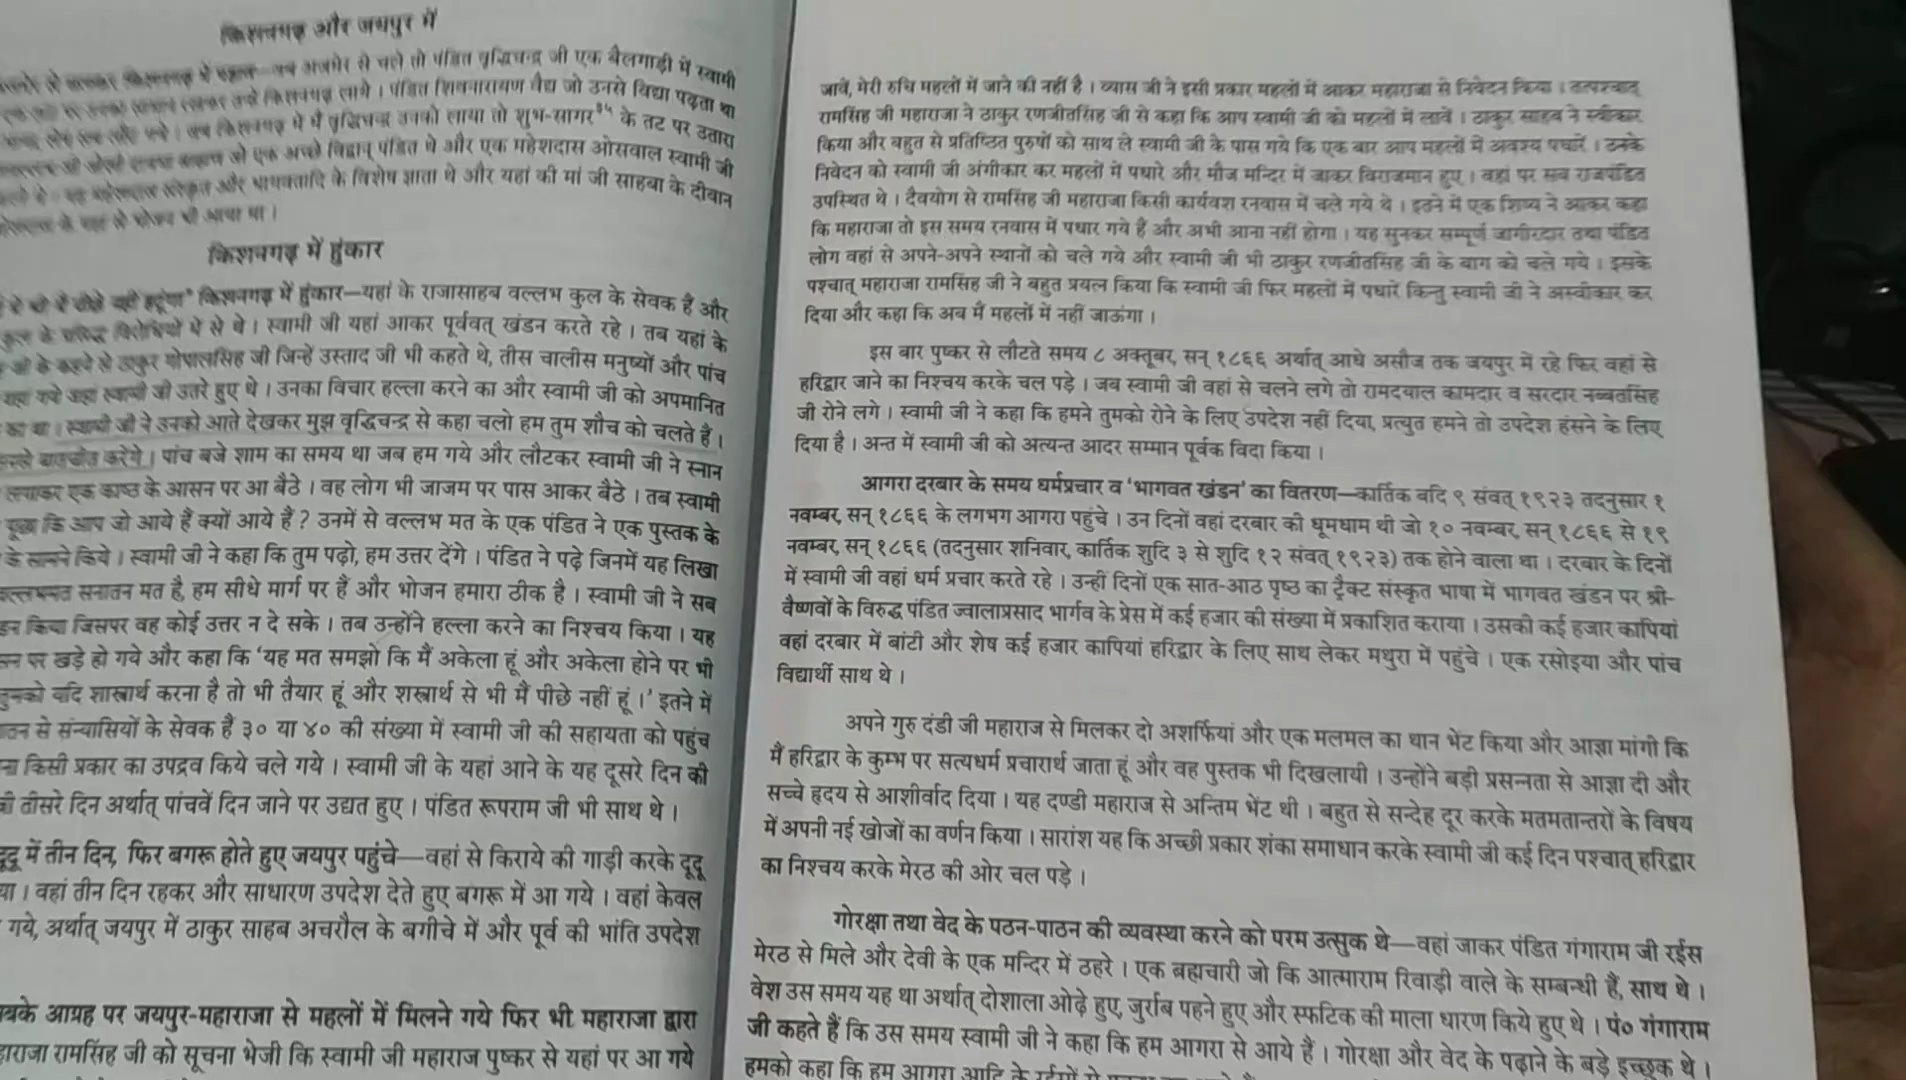 किशनगढ़ और जयपुर में
अजमेर से चले तो पंडित वृद्धिचन्द्र जी एक बैलगाड़ी में स्वामी
किशनगढ़ लाये । पंडित शिवनारायण वैद्य जो उनसे विद्या पढ़ता था
वृद्धिचन्द्र उनको लाया तो शुभ-सागर के तट पर उतारा
जो एक अच्छे विद्वान् पंडित थे और एक महेशदास ओसवाल स्वामी जी
संस्कृत और भागवतादि के विशेष ज्ञाता थे और यहां की मां जी साहबा के दीवान
के यहां से भोजन भी आया था ।
किशनगढ़ में हुंकार
किशनगढ़ में हुंकार—यहां के राजासाहब वल्लभ कुल के सेवक हैं और
कुल के प्रसिद्ध विरोधियों में से थे । स्वामी जी यहां आकर पूर्ववत् खंडन करते रहे । तब यहां के
जी के कहने से ठाकुर गोपालसिंह जी जिन्हें उस्ताद जी भी कहते थे, तीस चालीस मनुष्यों और पांच
स्वामी जी उतरे हुए थे । उनका विचार हल्ला करने का और स्वामी जी को अपमानित
का था । स्वामी जी ने उनको आते देखकर मुझ वृद्धिचन्द्र से कहा चलो हम तुम शौच को चलते हैं ।
बातचीत करेंगे । पांच बजे शाम का समय था जब हम गये और लौटकर स्वामी जी ने स्नान
लगाकर एक काष्ठ के आसन पर आ बैठे । वह लोग भी जाजम पर पास आकर बैठे । तब स्वामी
पूछा कि आप जो आये हैं क्यों आये हैं ? उनमें से वल्लभ मत के एक पंडित ने एक पुस्तक के
के सामने किये । स्वामी जी ने कहा कि तुम पढ़ो, हम उत्तर देंगे । पंडित ने पढ़े जिनमें यह लिखा
सनातन मत है, हम सीधे मार्ग पर हैं और भोजन हमारा ठीक है । स्वामी जी ने सब
किया जिसपर वह कोई उत्तर न दे सके । तब उन्होंने हल्ला करने का निश्चय किया । यह
पर खड़े हो गये और कहा कि ‘यह मत समझो कि मैं अकेला हूं और अकेला होने पर भी
यदि शास्त्रार्थ करना है तो भी तैयार हूं और शस्त्रार्थ से भी मैं पीछे नहीं हूं ।’ इतने में
से संन्यासियों के सेवक हैं ३० या ४० की संख्या में स्वामी जी की सहायता को पहुंच
किसी प्रकार का उपद्रव किये चले गये । स्वामी जी के यहां आने के यह दूसरे दिन की
तीसरे दिन अर्थात् पांचवें दिन जाने पर उद्यत हुए । पंडित रूपराम जी भी साथ थे ।
दूदू में तीन दिन, फिर बगरू होते हुए जयपुर पहुंचे—वहां से किराये की गाड़ी करके दूदू
या । वहां तीन दिन रहकर और साधारण उपदेश देते हुए बगरू में आ गये । वहां केवल
गये, अर्थात् जयपुर में ठाकुर साहब अचरौल के बगीचे में और पूर्व की भांति उपदेश
के आग्रह पर जयपुर-महाराजा से महलों में मिलने गये फिर भी महाराजा द्वारा
रामसिंह जी को सूचना भेजी कि स्वामी जी महाराज पुष्कर से यहां पर आ गये
जावें, मेरी रुचि महलों में जाने की नहीं है । व्यास जी ने इसी प्रकार महलों में आकर महाराजा से निवेदन किया । तत्पश्चात्
रामसिंह जी महाराजा ने ठाकुर रणजीतसिंह जी से कहा कि आप स्वामी जी को महलों में लावें । ठाकुर साहब ने स्वीकार
किया और बहुत से प्रतिष्ठित पुरुषों को साथ ले स्वामी जी के पास गये कि एक बार आप महलों में अवश्य पधारें । उनके
निवेदन को स्वामी जी अंगीकार कर महलों में पधारे और मौज मन्दिर में जाकर विराजमान हुए । वहां पर सब राजपंडित
उपस्थित थे । दैवयोग से रामसिंह जी महाराजा किसी कार्यवश रनवास में चले गये थे । इतने में एक शिष्य ने आकर कहा
कि महाराजा तो इस समय रनवास में पधार गये हैं और अभी आना नहीं होगा । यह सुनकर सम्पूर्ण जागीरदार तथा पंडित
लोग वहां से अपने-अपने स्थानों को चले गये और स्वामी जी भी ठाकुर रणजीतसिंह जी के बाग को चले गये । इसके
पश्चात् महाराजा रामसिंह जी ने बहुत प्रयत्न किया कि स्वामी जी फिर महलों में पधारें किन्तु स्वामी जी ने अस्वीकार कर
दिया और कहा कि अब मैं महलों में नहीं जाऊंगा ।
इस बार पुष्कर से लौटते समय ८ अक्तूबर, सन् १८६६ अर्थात् आधे असौज तक जयपुर में रहे फिर वहां से
हरिद्वार जाने का निश्चय करके चल पड़े । जब स्वामी जी वहां से चलने लगे तो रामदयाल कामदार व सरदार नब्बतसिंह
जी रोने लगे । स्वामी जी ने कहा कि हमने तुमको रोने के लिए उपदेश नहीं दिया, प्रत्युत हमने तो उपदेश हंसने के लिए
दिया है । अन्त में स्वामी जी को अत्यन्त आदर सम्मान पूर्वक विदा किया ।
आगरा दरबार के समय धर्मप्रचार व ‘भागवत खंडन’ का वितरण—कार्तिक वदि ९ संवत् १९२३ तदनुसार १
नवम्बर, सन् १८६६ के लगभग आगरा पहुंचे । उन दिनों वहां दरबार की धूमधाम थी जो १० नवम्बर, सन् १८६६ से १९
नवम्बर, सन् १८६६ (तदनुसार शनिवार, कार्तिक शुदि ३ से शुदि १२ संवत् १९२३) तक होने वाला था । दरबार के दिनों
में स्वामी जी वहां धर्म प्रचार करते रहे । उन्हीं दिनों एक सात-आठ पृष्ठ का ट्रैक्ट संस्कृत भाषा में भागवत खंडन पर श्री-
वैष्णवों के विरुद्ध पंडित ज्वालाप्रसाद भार्गव के प्रेस में कई हजार की संख्या में प्रकाशित कराया । उसकी कई हजार कापियां
वहां दरबार में बांटी और शेष कई हजार कापियां हरिद्वार के लिए साथ लेकर मथुरा में पहुंचे । एक रसोइया और पांच
विद्यार्थी साथ थे ।
अपने गुरु दंडी जी महाराज से मिलकर दो अशर्फियां और एक मलमल का थान भेंट किया और आज्ञा मांगी कि
मैं हरिद्वार के कुम्भ पर सत्यधर्म प्रचारार्थ जाता हूं और वह पुस्तक भी दिखलायी । उन्होंने बड़ी प्रसन्नता से आज्ञा दी और
सच्चे हृदय से आशीर्वाद दिया । यह दण्डी महाराज से अन्तिम भेंट थी । बहुत से सन्देह दूर करके मतमतान्तरों के विषय
में अपनी नई खोजों का वर्णन किया । सारांश यह कि अच्छी प्रकार शंका समाधान करके स्वामी जी कई दिन पश्चात् हरिद्वार
का निश्चय करके मेरठ की ओर चल पड़े ।
गोरक्षा तथा वेद के पठन-पाठन की व्यवस्था करने को परम उत्सुक थे—वहां जाकर पंडित गंगाराम जी रईस
मेरठ से मिले और देवी के एक मन्दिर में ठहरे । एक ब्रह्मचारी जो कि आत्माराम रिवाड़ी वाले के सम्बन्धी हैं, साथ थे ।
वेश उस समय यह था अर्थात् दोशाला ओढ़े हुए, जुर्राब पहने हुए और स्फटिक की माला धारण किये हुए थे । पं० गंगाराम
जी कहते हैं कि उस समय स्वामी जी ने कहा कि हम आगरा से आये हैं । गोरक्षा और वेद के पढ़ाने के बड़े इच्छुक थे ।
हमको कहा कि हम आगरा आदि के रईसों से